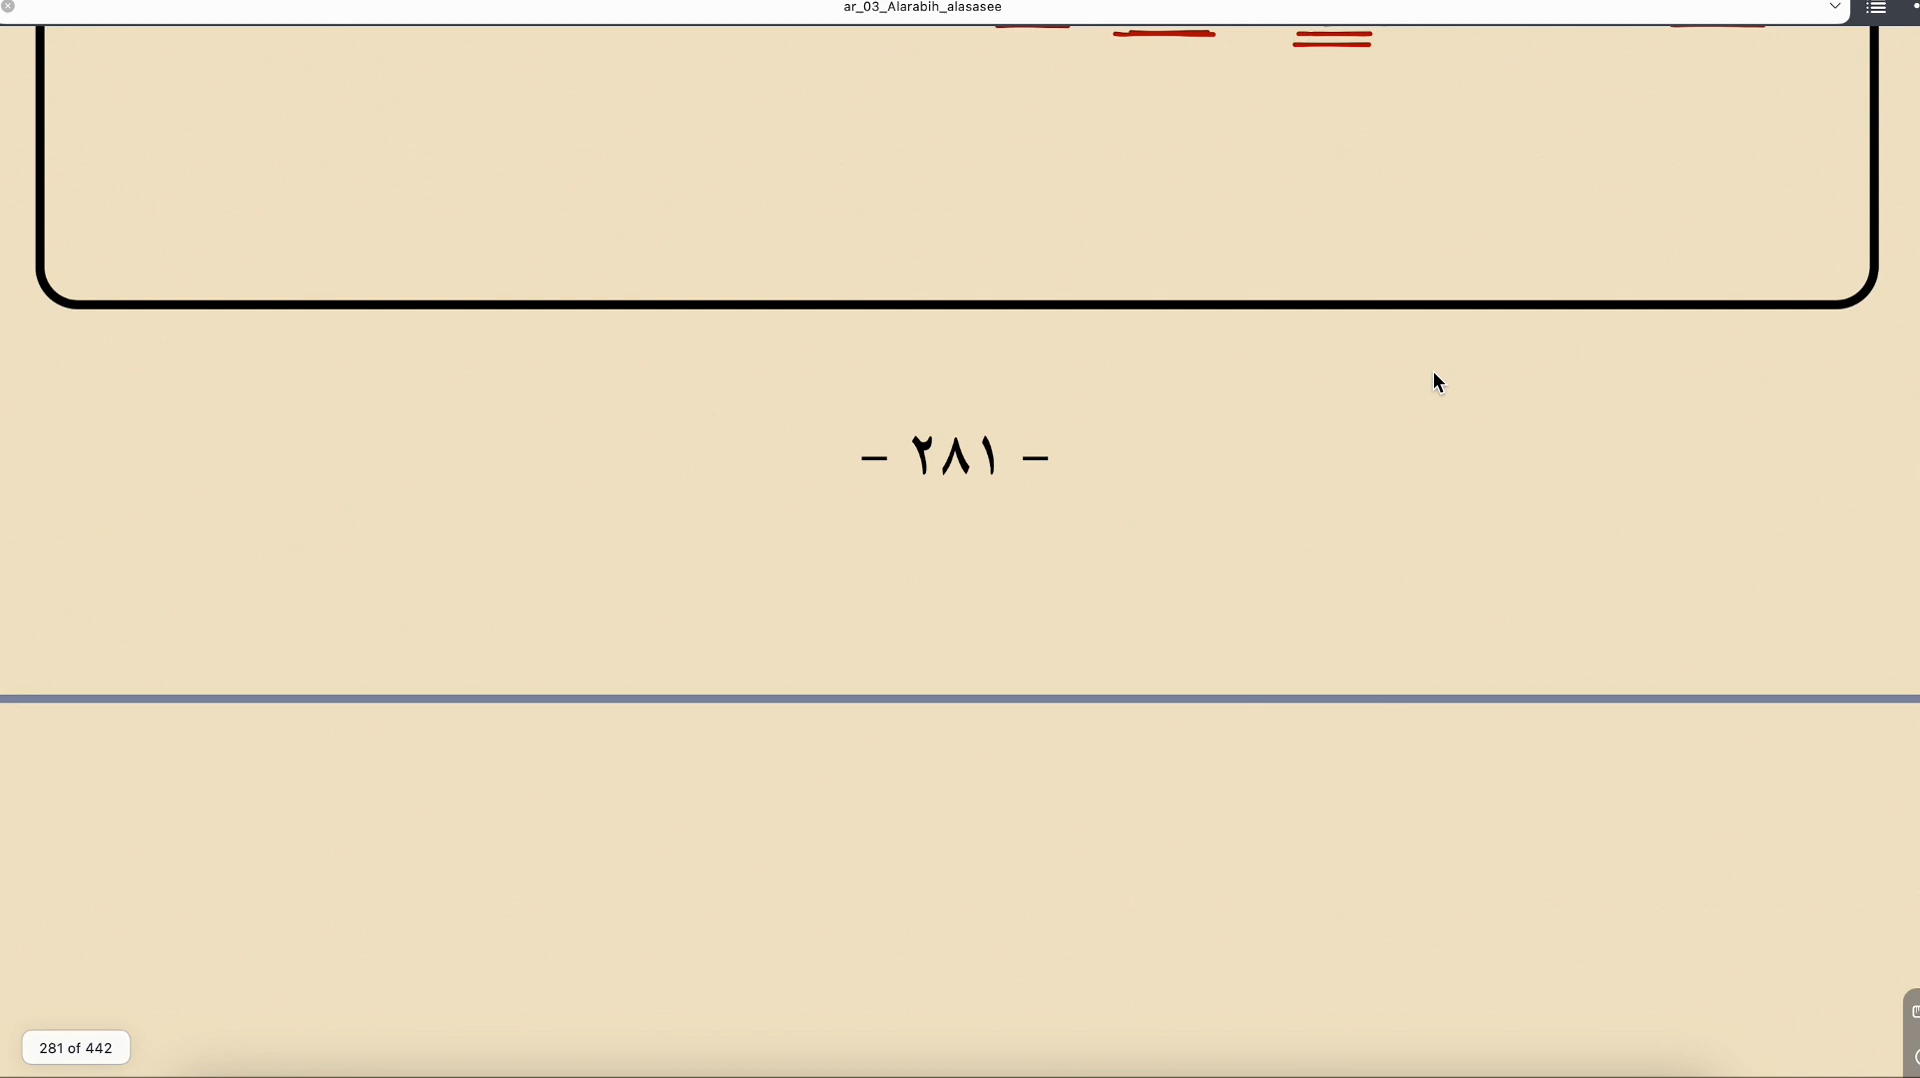 ar_03_Alarabih_alasasee
– ٢٨١ –
281 of 442